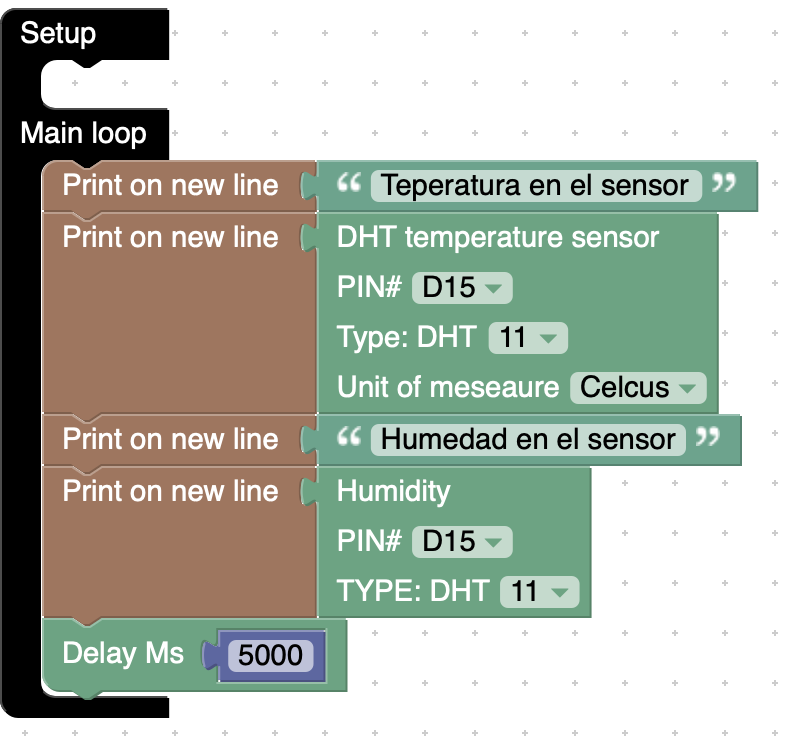 Setup
Main loop
Print on new line “ Teperatura en el sensor ”
Print on new line DHT temperature sensor
PIN# D15
Type: DHT 11
Unit of meseaure Celcus
Print on new line “ Humedad en el sensor ”
Print on new line Humidity
PIN# D15
TYPE: DHT 11
Delay Ms 5000